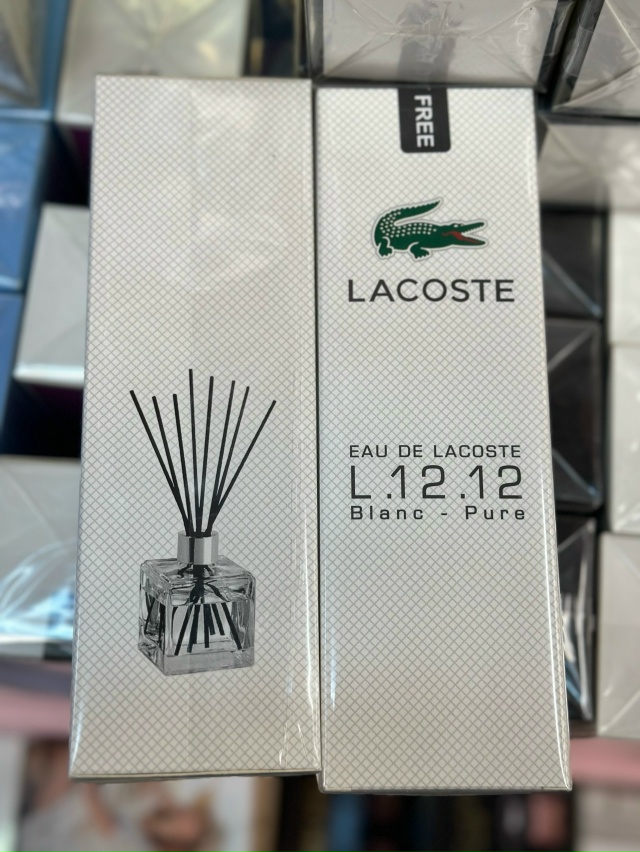 FREE
LACOSTE
EAU DE LACOSTE
L.12.12
Blanc - Pure